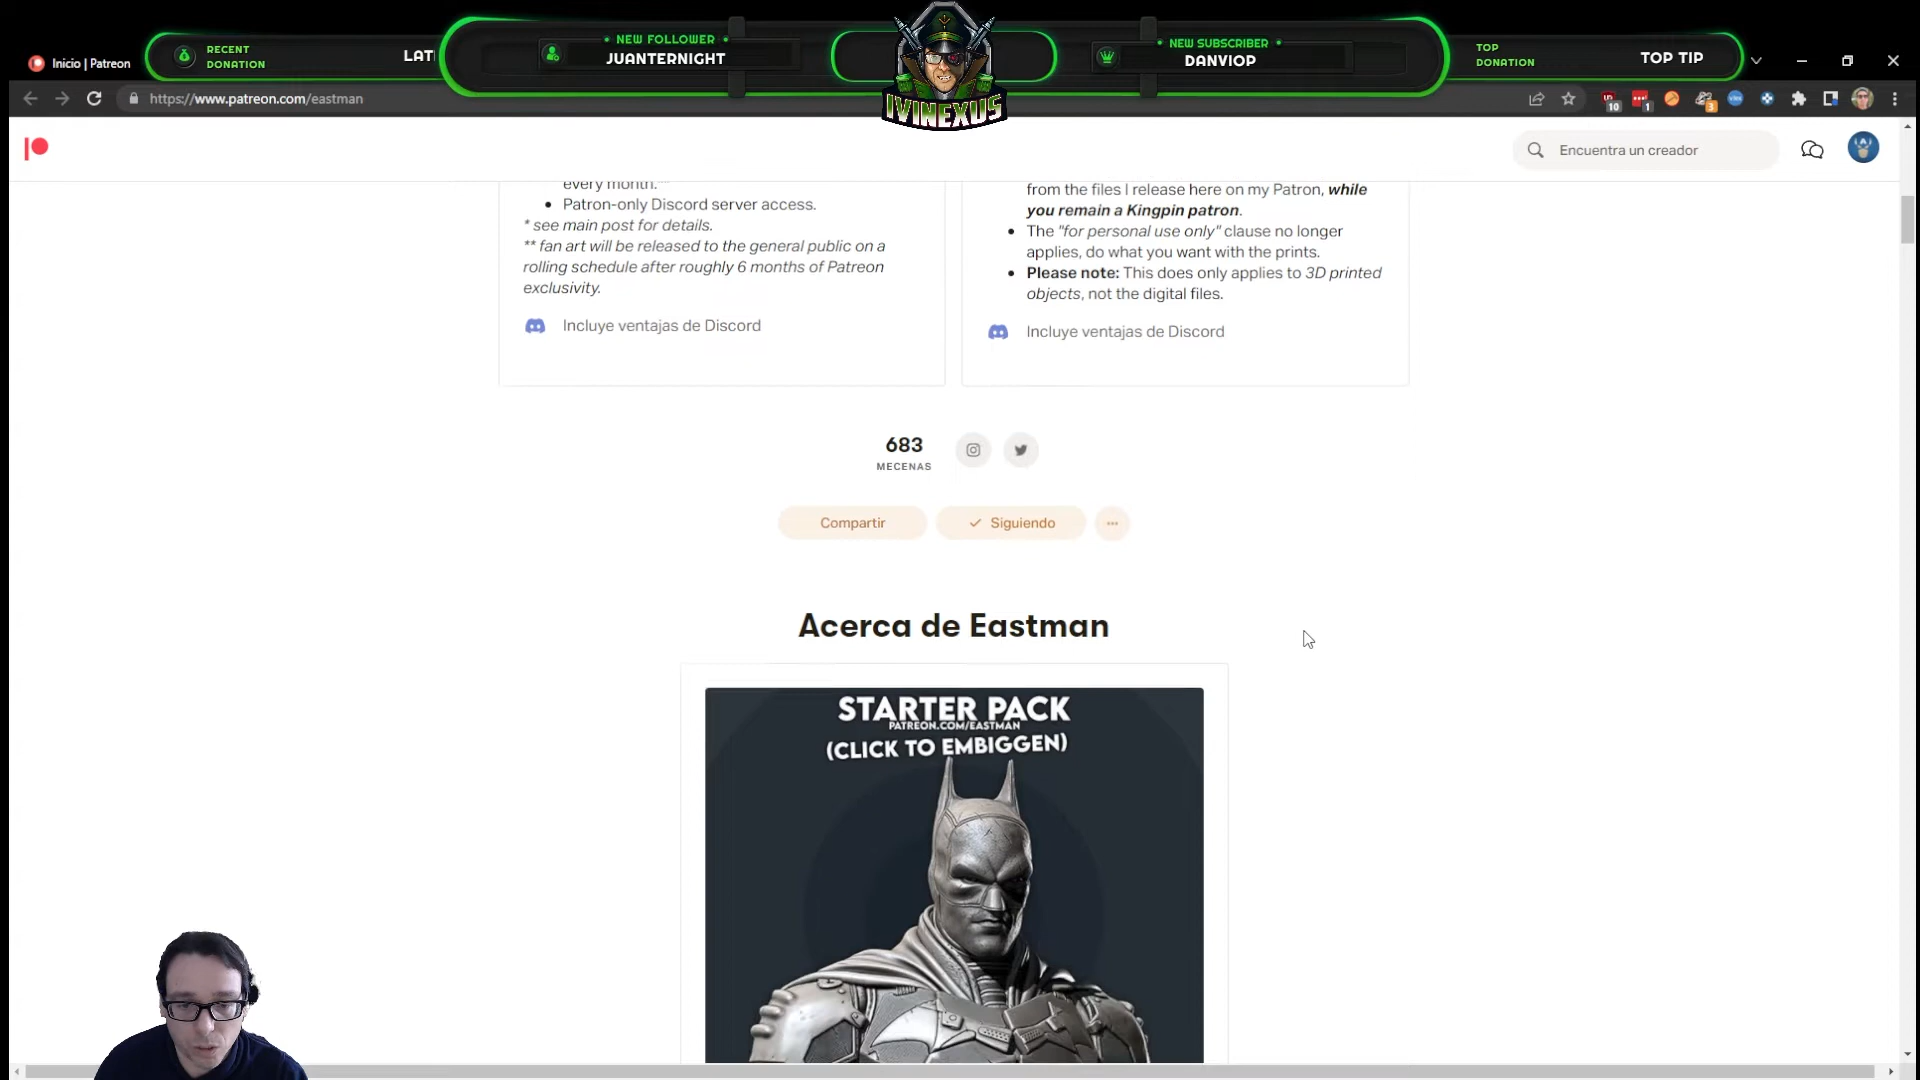 Inicio | Patreon
RECENT
DONATION
LAT
• NEW FOLLOWER •
JUANTERNIGHT
IVINEXUS
• NEW SUBSCRIBER •
DANVIOP
TOP
DONATION
TOP TIP
https://www.patreon.com/eastman
10
1
3
Encuentra un creador
every month.**
• Patron-only Discord server access.
* see main post for details.
** fan art will be released to the general public on a
rolling schedule after roughly 6 months of Patreon
exclusivity.
Incluye ventajas de Discord
from the files I release here on my Patron, while
you remain a Kingpin patron.
• The "for personal use only" clause no longer
applies, do what you want with the prints.
• Please note: This does only applies to 3D printed
objects, not the digital files.
Incluye ventajas de Discord
683
MECENAS
Compartir
Siguiendo
Acerca de Eastman
STARTER PACK
PATREON.COM/EASTMAN
(CLICK TO EMBIGGEN)